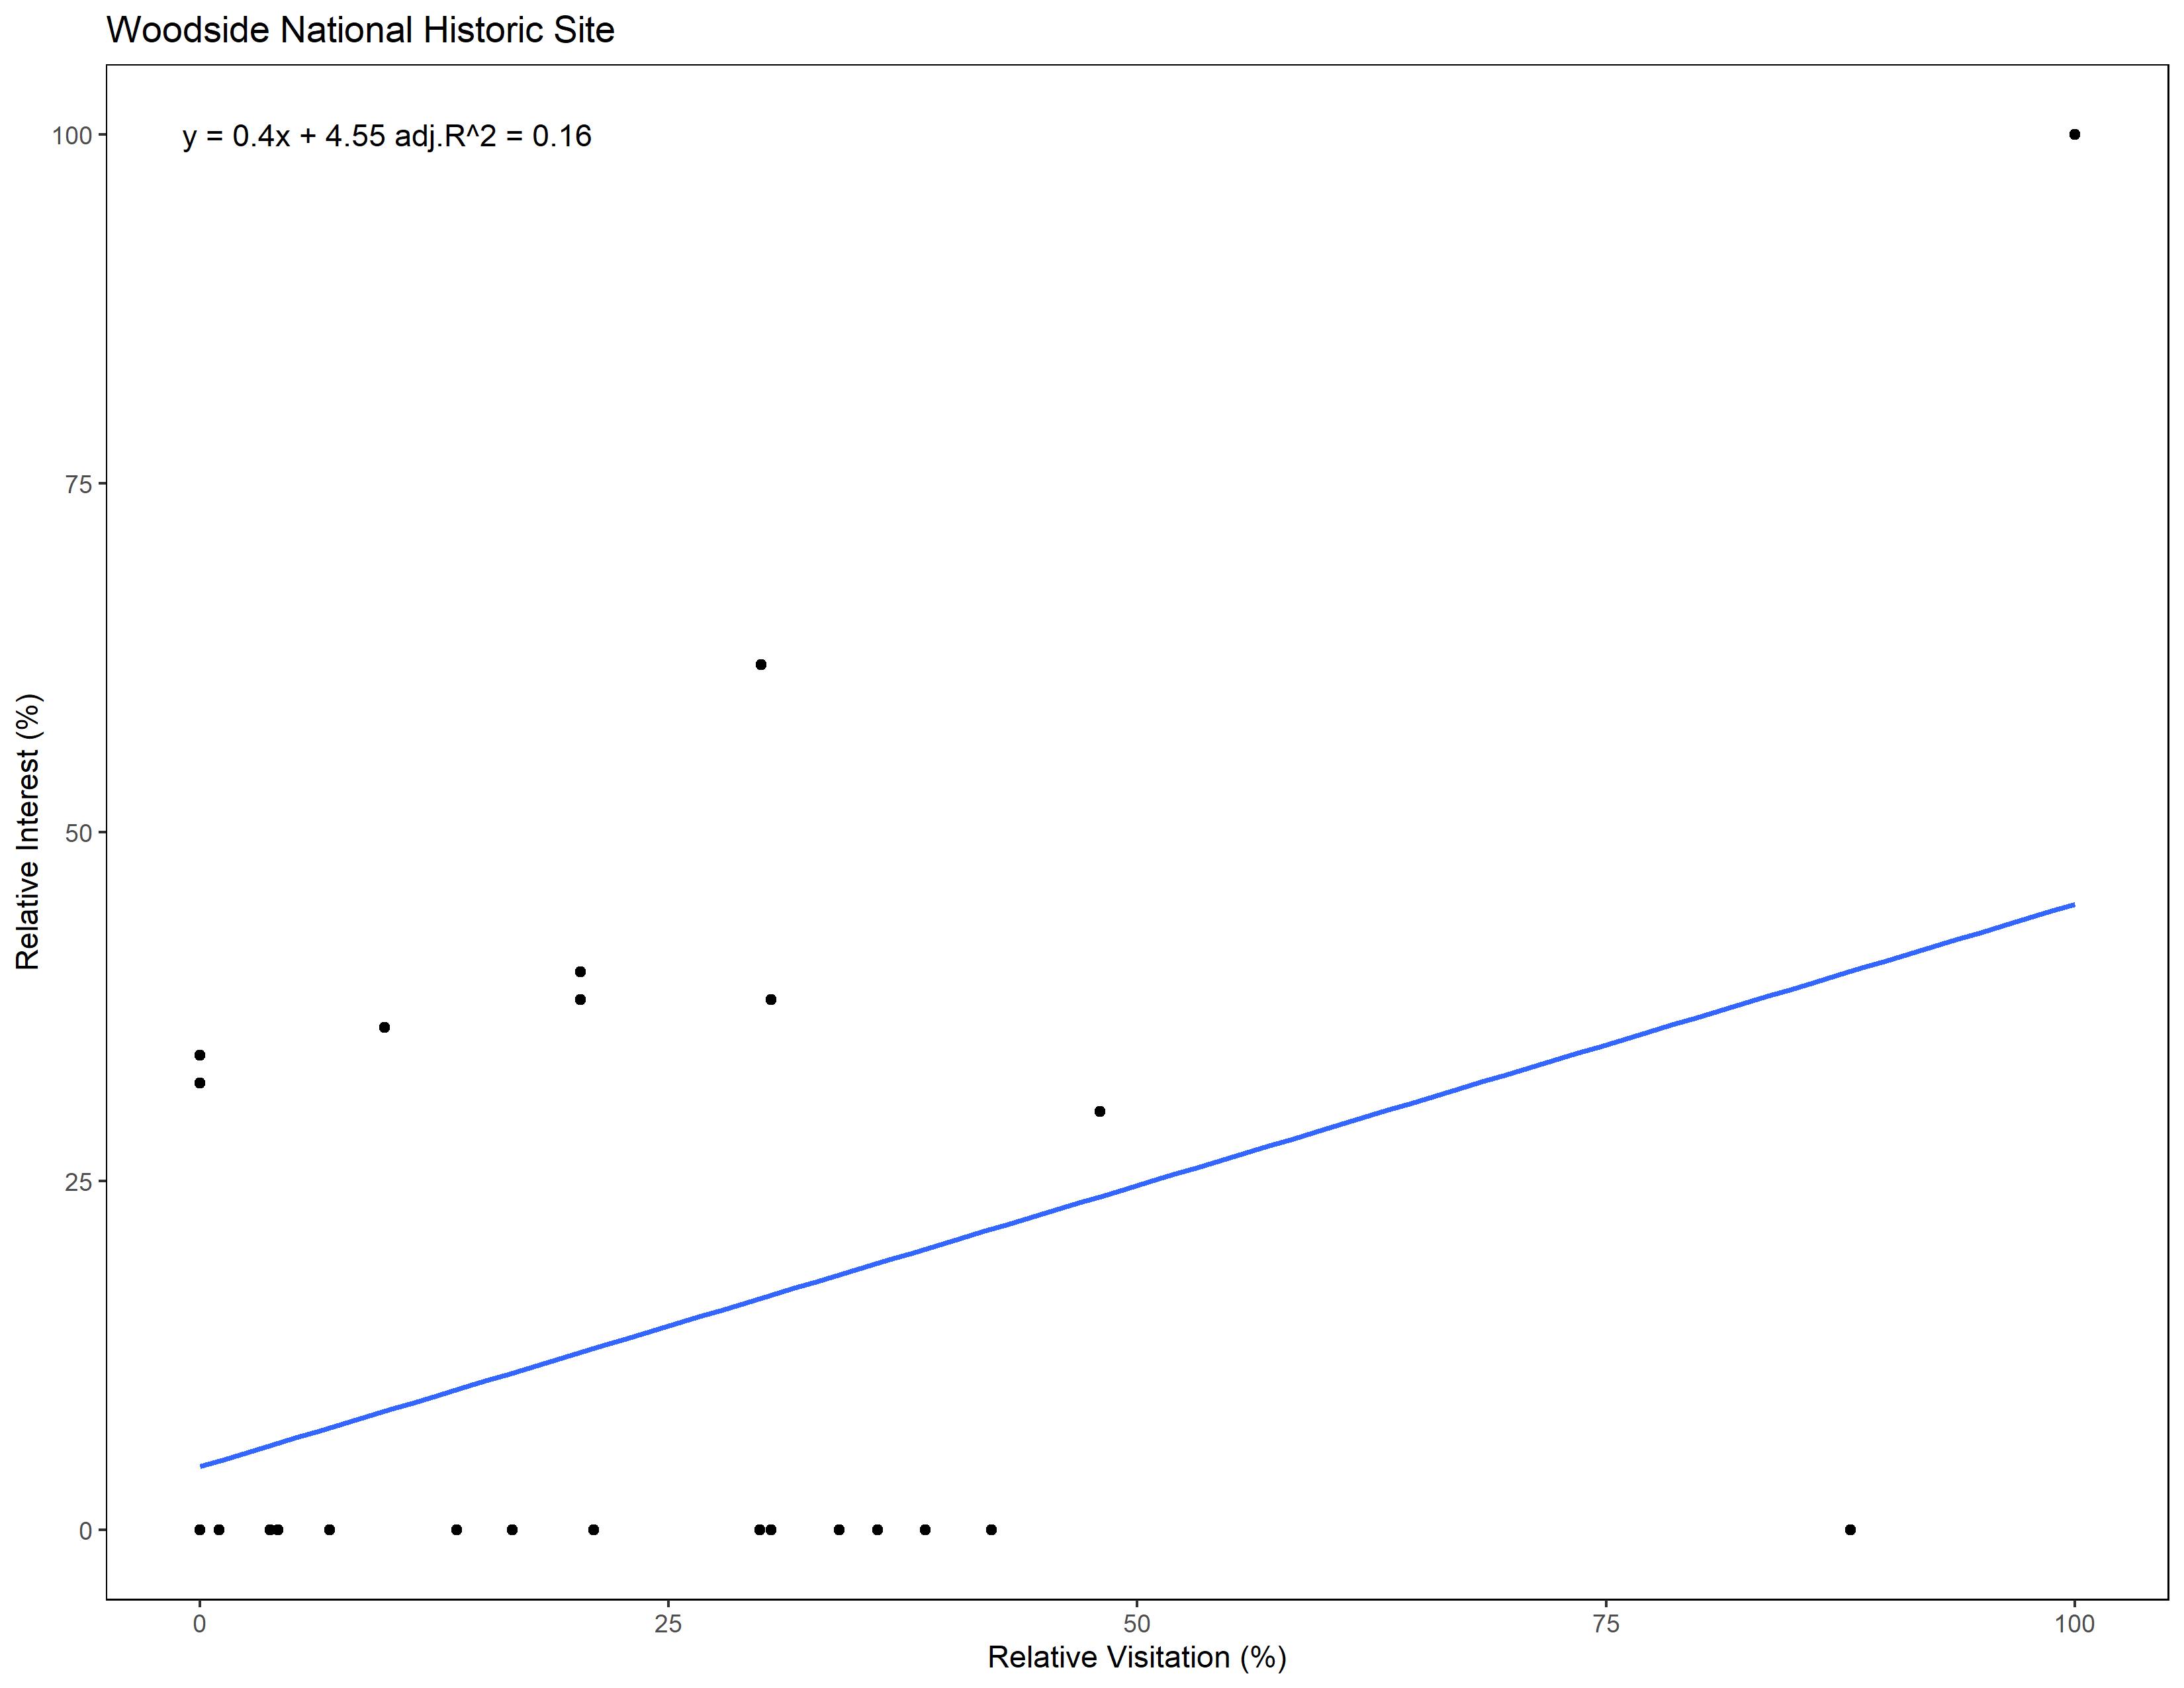 Woodside National Historic Site
y = 0.4x + 4.55 adj.R^2 = 0.16
100
75
50
25
0
Relative Interest (%)
0 25 50 75 100
Relative Visitation (%)